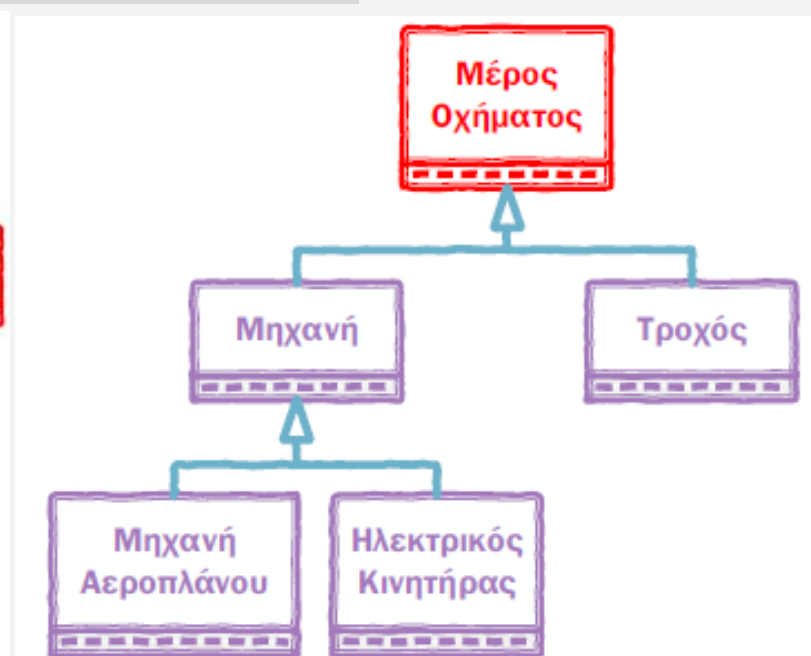 Μέρος
Οχήματος
Μηχανή
Τροχός
Μηχανή
Αεροπλάνου
Ηλεκτρικός
Κινητήρας